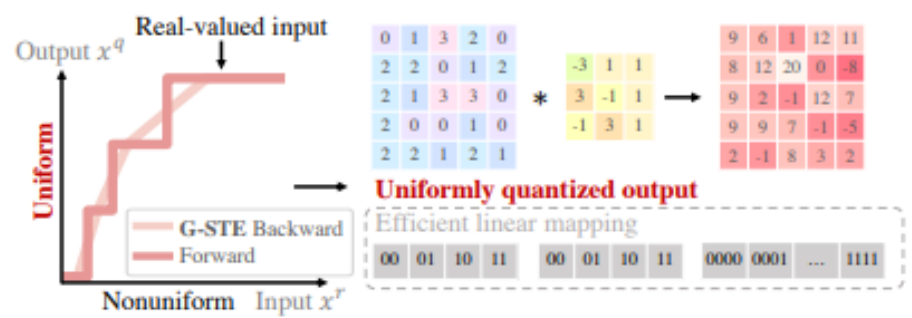 Real-valued input
Output x^q
Uniform
G-STE Backward
Forward
Nonuniform
Input x^r
0 1 3 2 0
2 2 0 1 2
2 1 3 3 0
2 0 0 1 0
2 2 1 2 1
*
-3 1 1
3 -1 1
-1 3 1
9 6 1 12 11
8 12 20 0 -8
9 2 -1 12 7
9 9 7 -1 -5
2 -1 8 3 2
Uniformly quantized output
Efficient linear mapping
00 01 10 11 00 01 10 11 0000 0001 ... 1111